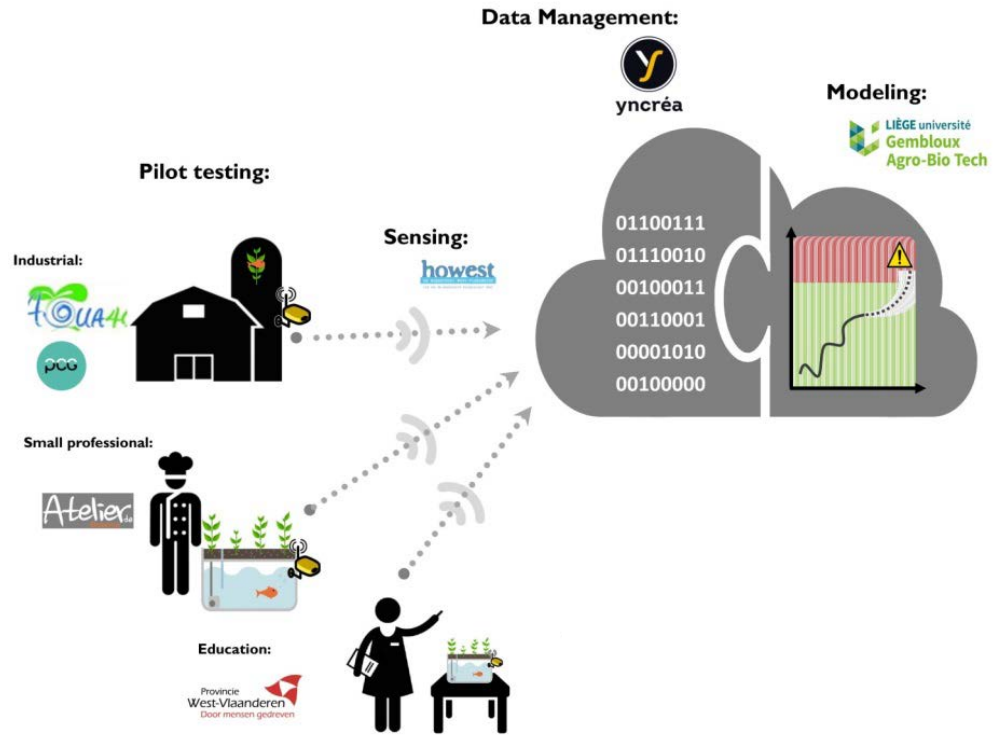 Data Management:
yncréa
Modeling:
LIÈGE université
Gembloux
Agro-Bio Tech
Pilot testing:
Sensing:
howest
Industrial:
pcg
01100111
01110010
00100011
00110001
00001010
00100000
Small professional:
Atelier
Education:
Provincie
West-Vlaanderen
Door mensen gedreven